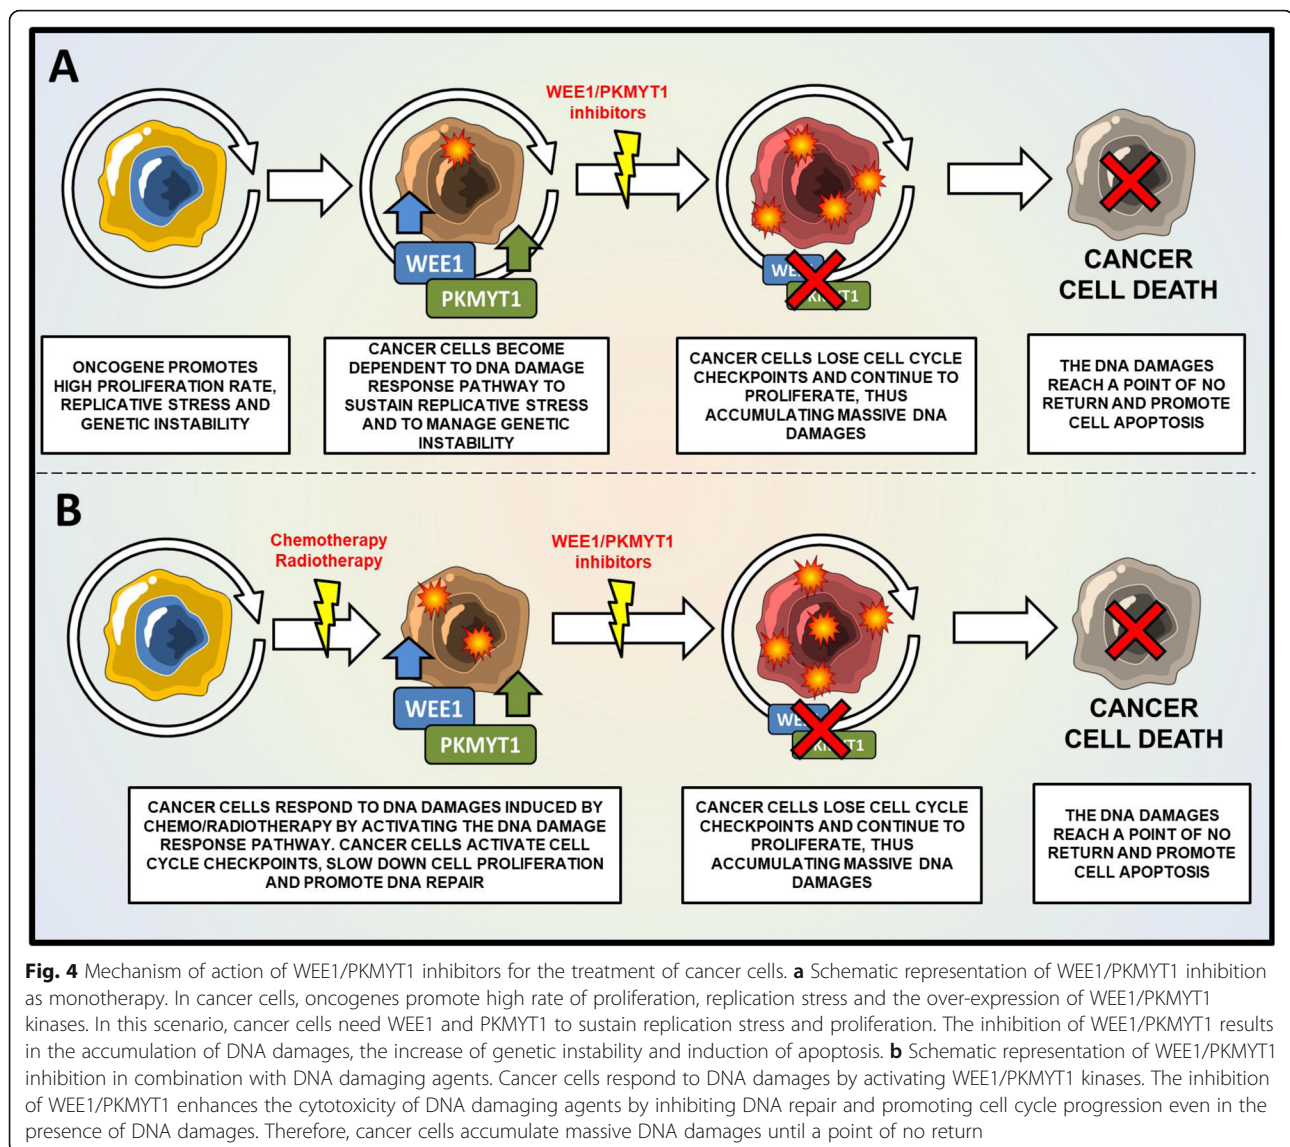 A
WEE1/PKMYT1
inhibitors
WEE1
PKMYT1
CANCER
CELL DEATH
ONCOGENE PROMOTES
HIGH PROLIFERATION RATE,
REPLICATIVE STRESS AND
GENETIC INSTABILITY
CANCER CELLS BECOME
DEPENDENT TO DNA DAMAGE
RESPONSE PATHWAY TO
SUSTAIN REPLICATIVE STRESS
AND TO MANAGE GENETIC
INSTABILITY
CANCER CELLS LOSE CELL CYCLE
CHECKPOINTS AND CONTINUE TO
PROLIFERATE, THUS
ACCUMULATING MASSIVE DNA
DAMAGES
THE DNA DAMAGES
REACH A POINT OF NO
RETURN AND PROMOTE
CELL APOPTOSIS
B
Chemotherapy
Radiotherapy
WEE1/PKMYT1
inhibitors
WEE1
PKMYT1
CANCER
CELL DEATH
CANCER CELLS RESPOND TO DNA DAMAGES INDUCED BY
CHEMO/RADIOTHERAPY BY ACTIVATING THE DNA DAMAGE
RESPONSE PATHWAY. CANCER CELLS ACTIVATE CELL
CYCLE CHECKPOINTS, SLOW DOWN CELL PROLIFERATION
AND PROMOTE DNA REPAIR
CANCER CELLS LOSE CELL CYCLE
CHECKPOINTS AND CONTINUE TO
PROLIFERATE, THUS
ACCUMULATING MASSIVE DNA
DAMAGES
THE DNA DAMAGES
REACH A POINT OF NO
RETURN AND PROMOTE
CELL APOPTOSIS
Fig. 4 Mechanism of action of WEE1/PKMYT1 inhibitors for the treatment of cancer cells. a Schematic representation of WEE1/PKMYT1 inhibition
as monotherapy. In cancer cells, oncogenes promote high rate of proliferation, replication stress and the over-expression of WEE1/PKMYT1
kinases. In this scenario, cancer cells need WEE1 and PKMYT1 to sustain replication stress and proliferation. The inhibition of WEE1/PKMYT1 results
in the accumulation of DNA damages, the increase of genetic instability and induction of apoptosis. b Schematic representation of WEE1/PKMYT1
inhibition in combination with DNA damaging agents. Cancer cells respond to DNA damages by activating WEE1/PKMYT1 kinases. The inhibition
of WEE1/PKMYT1 enhances the cytotoxicity of DNA damaging agents by inhibiting DNA repair and promoting cell cycle progression even in the
presence of DNA damages. Therefore, cancer cells accumulate massive DNA damages until a point of no return